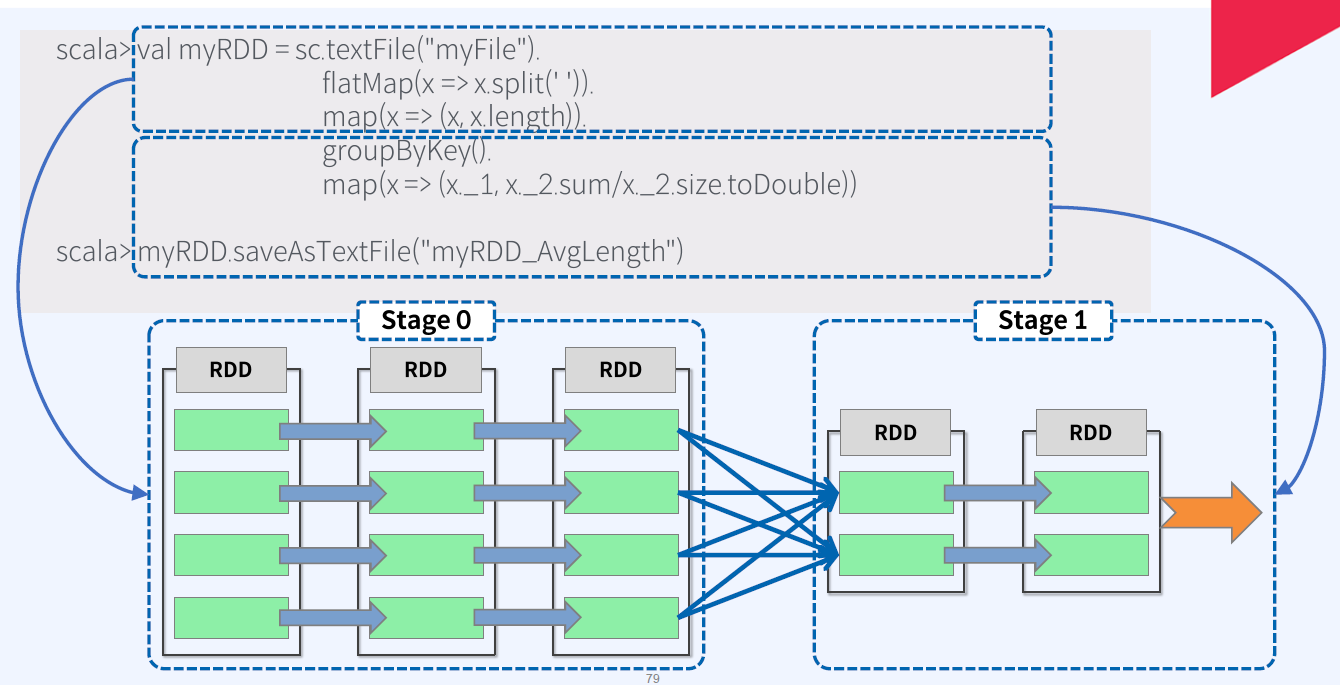 scala> val myRDD = sc.textFile("myFile").
flatMap(x => x.split(' ')).
map(x => (x, x.length)).
groupByKey().
map(x => (x._1, x._2.sum/x._2.size.toDouble))
scala> myRDD.saveAsTextFile("myRDD_AvgLength")
Stage 0
Stage 1
RDD
RDD
RDD
RDD
RDD
79